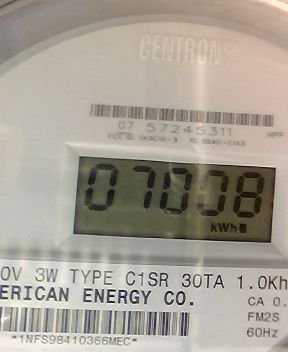 CENTRON®
07 57245311
07008
kWh
0V 3W TYPE C1SR 30TA 1.0Kh
ERICAN ENERGY CO.
CA 0.
FM2S
60Hz
*1NFS98410366MEC*